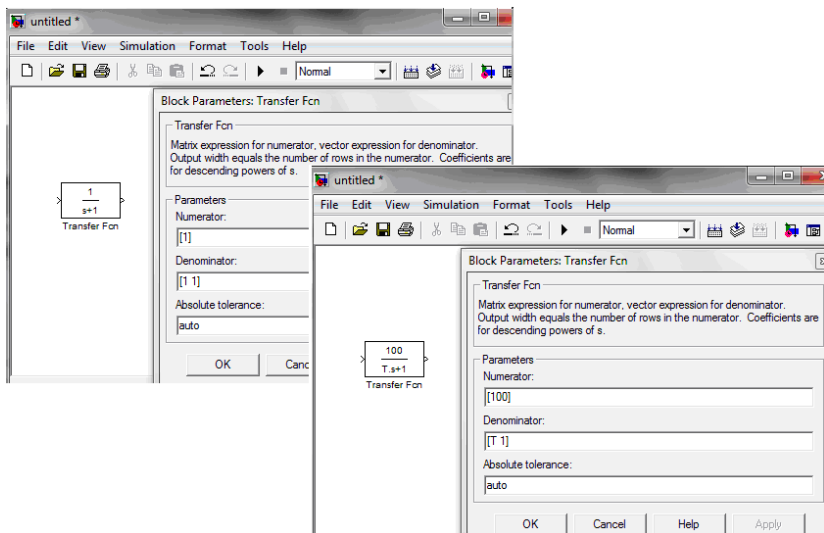 untitled *
File Edit View Simulation Format Tools Help
Normal
Block Parameters: Transfer Fcn
Transfer Fcn
Matrix expression for numerator, vector expression for denominator.
Output width equals the number of rows in the numerator. Coefficients are
for descending powers of s.
Parameters
Numerator:
[1]
Denominator:
[1 1]
Absolute tolerance:
auto
OK
1
s+1
Transfer Fcn
untitled *
File Edit View Simulation Format Tools Help
Normal
Block Parameters: Transfer Fcn
Transfer Fcn
Matrix expression for numerator, vector expression for denominator.
Output width equals the number of rows in the numerator. Coefficients are
for descending powers of s.
Parameters
Numerator:
[100]
Denominator:
[T 1]
Absolute tolerance:
auto
OK Cancel Help Apply
100
T.s+1
Transfer Fcn